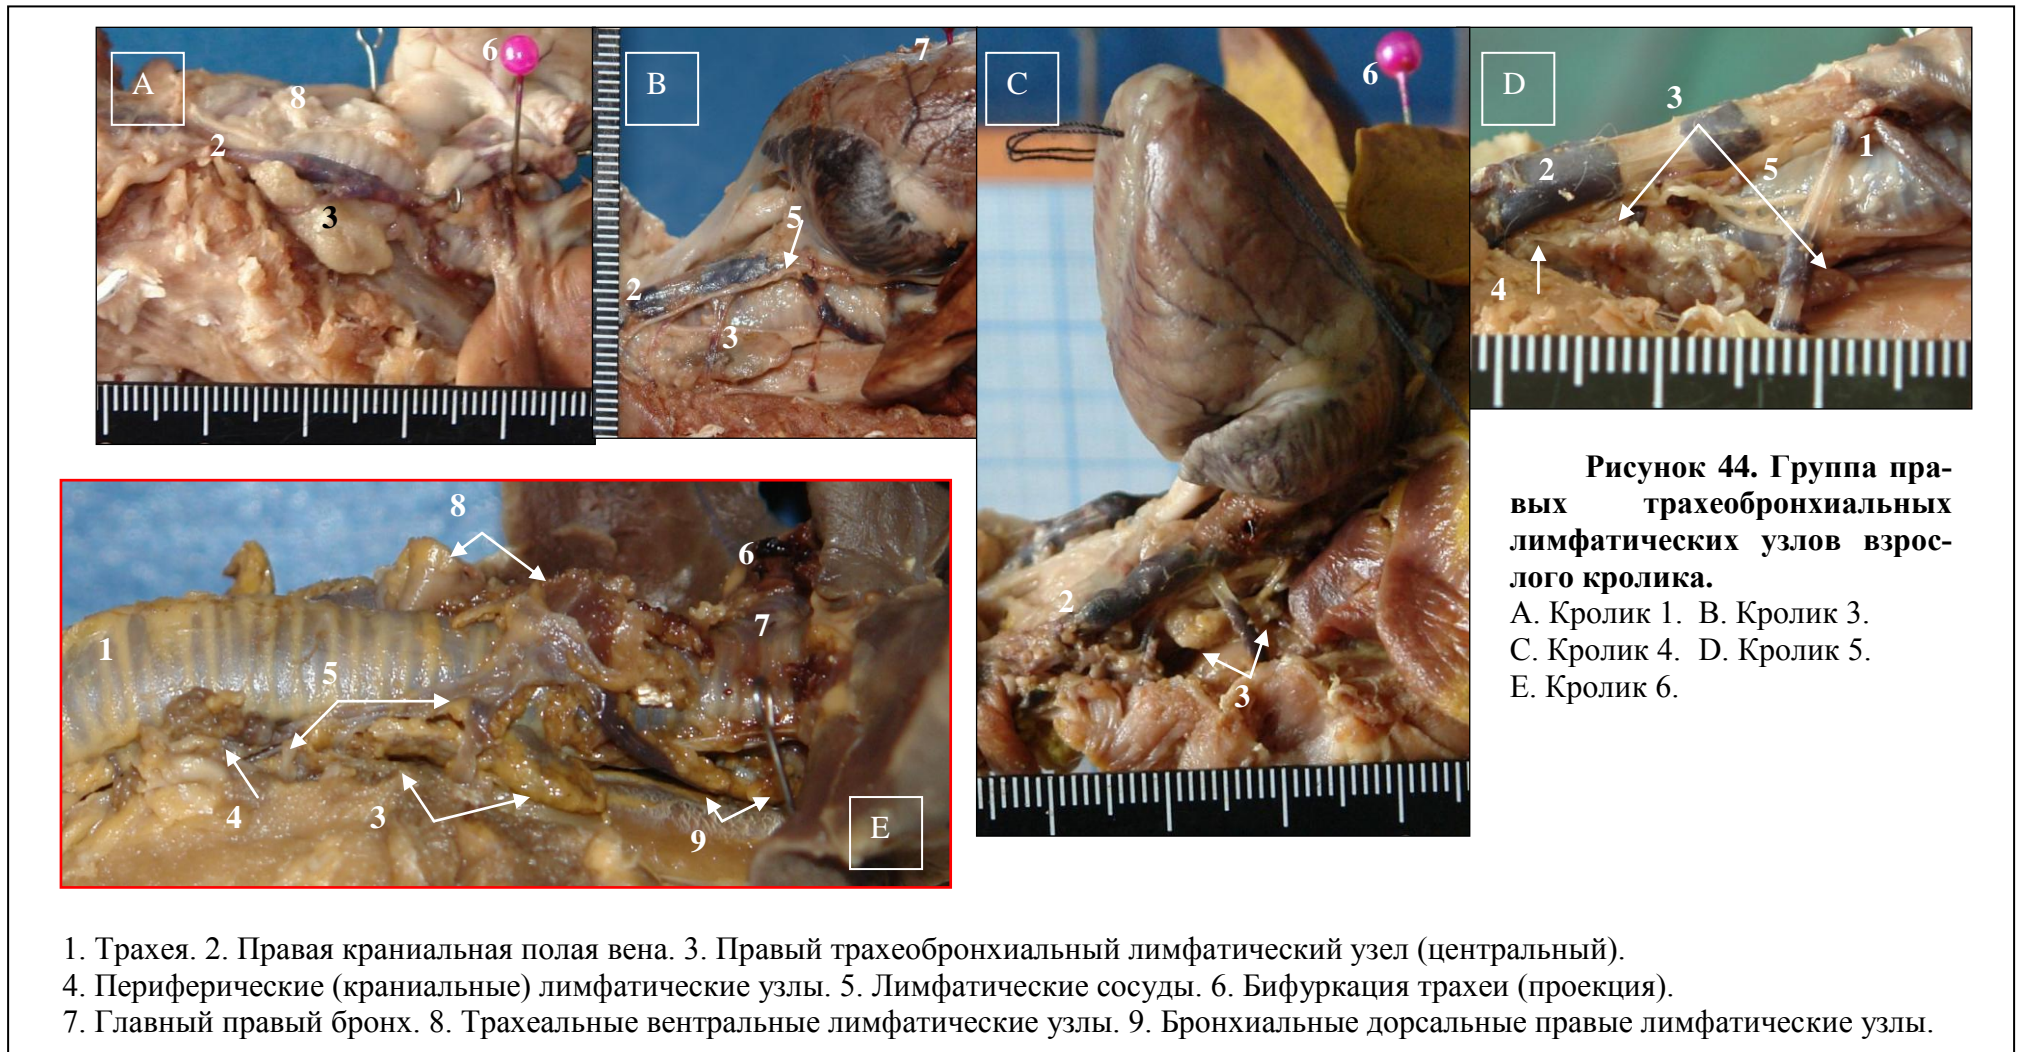 A
8
6
2
3
B
7
5
2
3
C
6
2
3
D
3
1
2
5
4
E
8
6
7
1
5
4
3
9
Рисунок 44. Группа пра-
вых трахеобронхиальных
лимфатических узлов взрос-
лого кролика.
А. Кролик 1. В. Кролик 3.
С. Кролик 4. D. Кролик 5.
Е. Кролик 6.
1. Трахея. 2. Правая краниальная полая вена. 3. Правый трахеобронхиальный лимфатический узел (центральный).
4. Периферические (краниальные) лимфатические узлы. 5. Лимфатические сосуды. 6. Бифуркация трахеи (проекция).
7. Главный правый бронх. 8. Трахеальные вентральные лимфатические узлы. 9. Бронхиальные дорсальные правые лимфатические узлы.